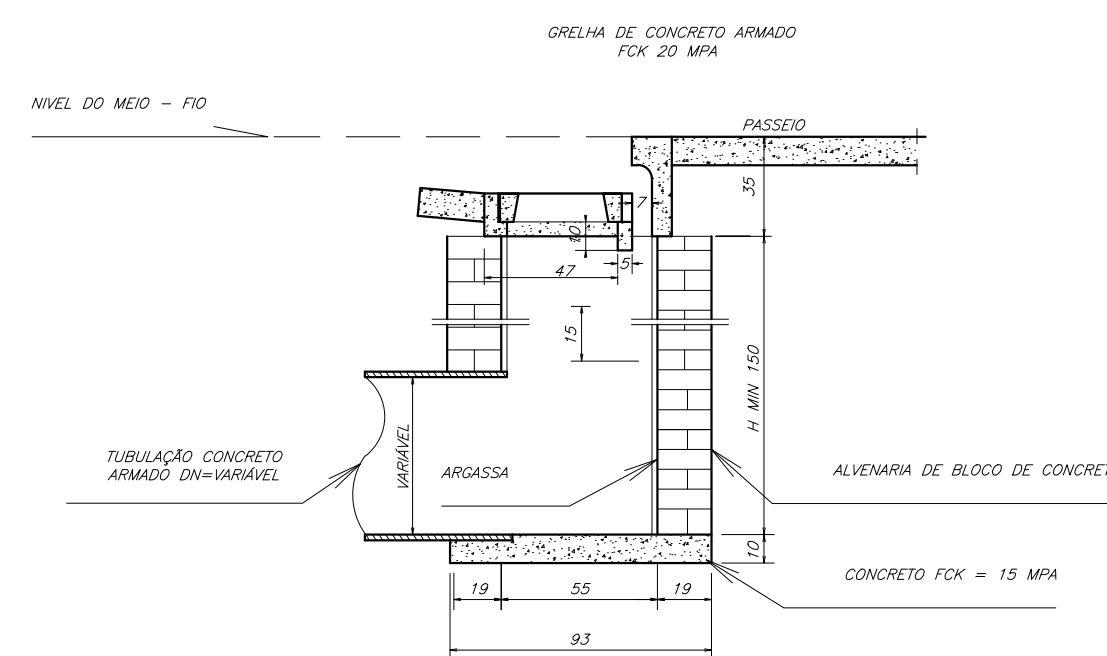 GRELHA DE CONCRETO ARMADO
FCK 20 MPA
NIVEL DO MEIO - FIO
PASSEIO
35
7
10
5
47
15
H MIN 150
TUBULAÇÃO CONCRETO
ARMADO DN=VARIÁVEL
VARIÁVEL
ARGASSA
ALVENARIA DE BLOCO DE CONCRET
10
CONCRETO FCK = 15 MPA
19
55
19
93